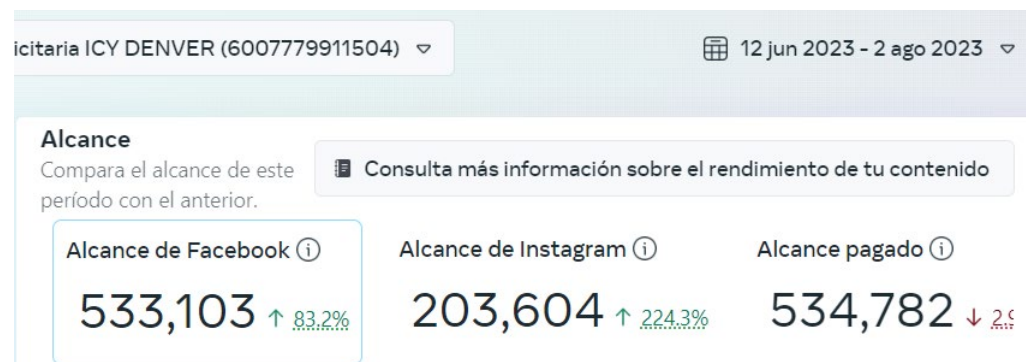 icitaria ICY DENVER (6007779911504)
12 jun 2023 - 2 ago 2023
Alcance
Compara el alcance de este
período con el anterior.
Consulta más información sobre el rendimiento de tu contenido
Alcance de Facebook
Alcance de Instagram
Alcance pagado
533,103 ↑ 83.2%
203,604 ↑ 224.3%
534,782 ↓